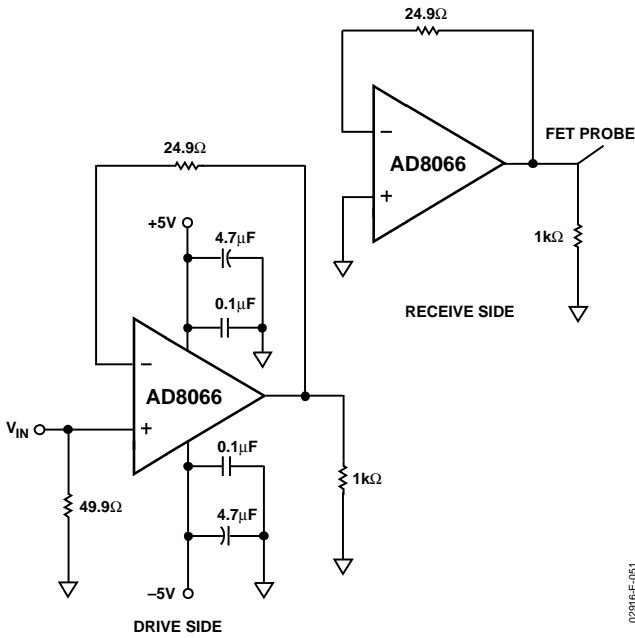 24.9Ω
−
AD8066
+
FET PROBE
1kΩ
RECEIVE SIDE
24.9Ω
+5V
4.7μF
0.1μF
−
AD8066
VIN
+
49.9Ω
0.1μF
4.7μF
1kΩ
−5V
DRIVE SIDE
02916-E-051